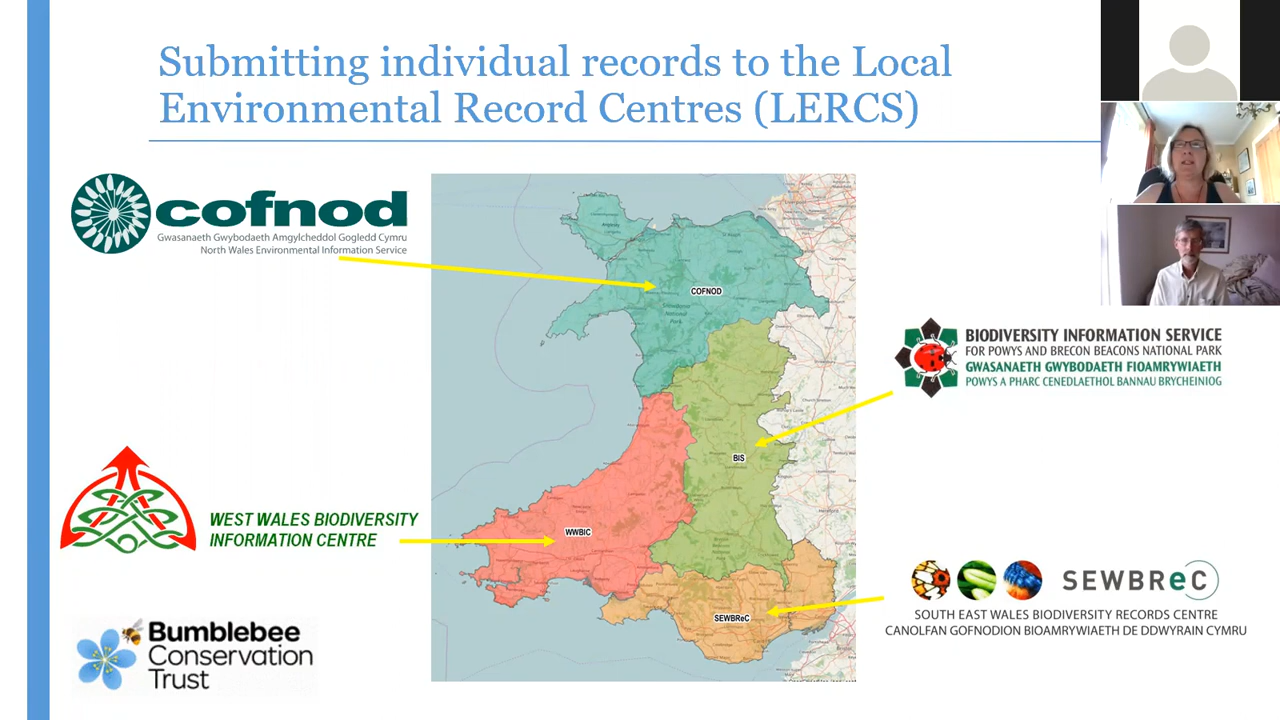 Submitting individual records to the Local
Environmental Record Centres (LERCS)
cofnod
Gwasanaeth Gwybodaeth Amgylcheddol Gogledd Cymru
North Wales Environmental Information Service
COFNOD
BIODIVERSITY INFORMATION SERVICE
FOR POWYS AND BRECON BEACONS NATIONAL PARK
GWASANAETH GWYBODAETH FIOAMRYWIAETH
POWYS A PHARC CENEDLAETHOL BANNAU BRYCHEINIOG
BIS
WEST WALES BIODIVERSITY
INFORMATION CENTRE
WWBIC
SEWBReC
SEWBReC
SOUTH EAST WALES BIODIVERSITY RECORDS CENTRE
CANOLFAN GOFNODION BIOAMRYWIAETH DE DDWYRAIN CYMRU
Bumblebee
Conservation
Trust